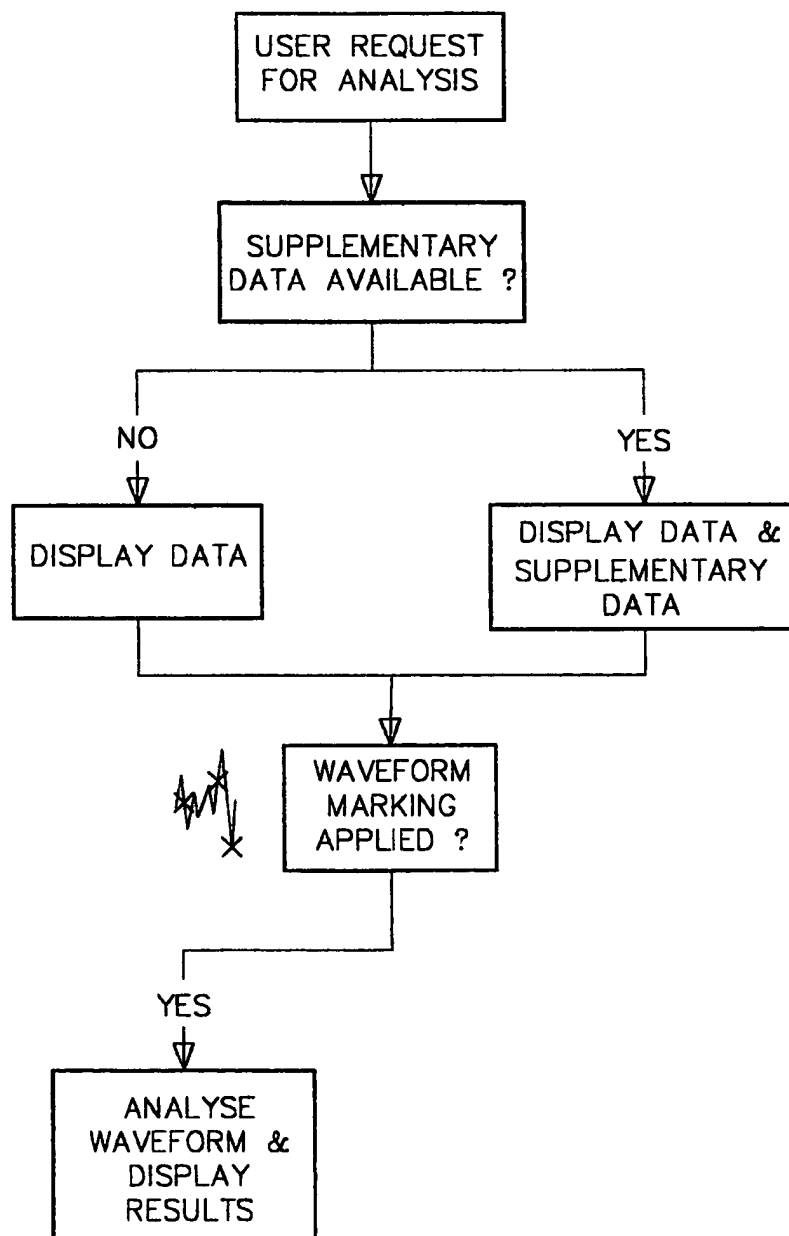 USER REQUEST
FOR ANALYSIS
SUPPLEMENTARY
DATA AVAILABLE ?
NO
YES
DISPLAY DATA
DISPLAY DATA &
SUPPLEMENTARY
DATA
WAVEFORM
MARKING
APPLIED ?
YES
ANALYSE
WAVEFORM &
DISPLAY
RESULTS